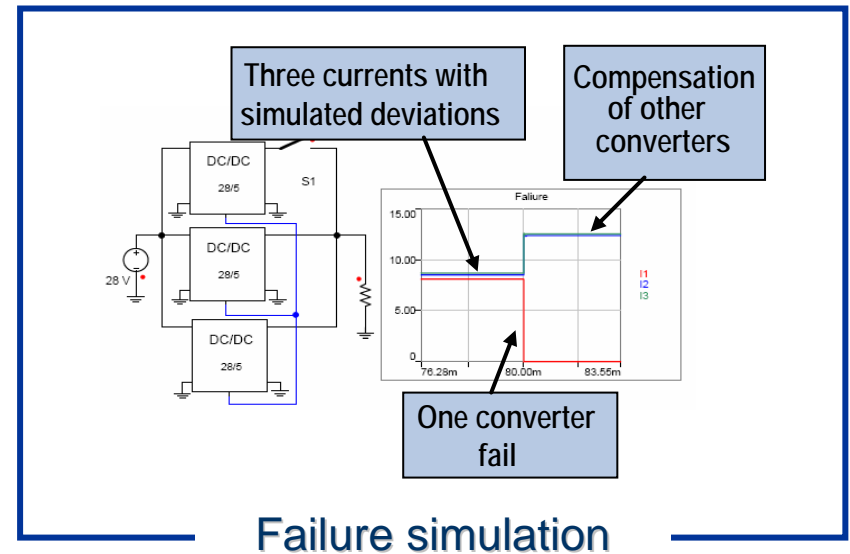 Three currents with
simulated deviations
Compensation
of other
converters
DC/DC
28/5
S1
DC/DC
28/5
28 V
DC/DC
28/5
Faliure
15.00
10.00
5.00
0
76.28m
80.00m
83.55m
I1
I2
I3
One converter
fail
Failure simulation